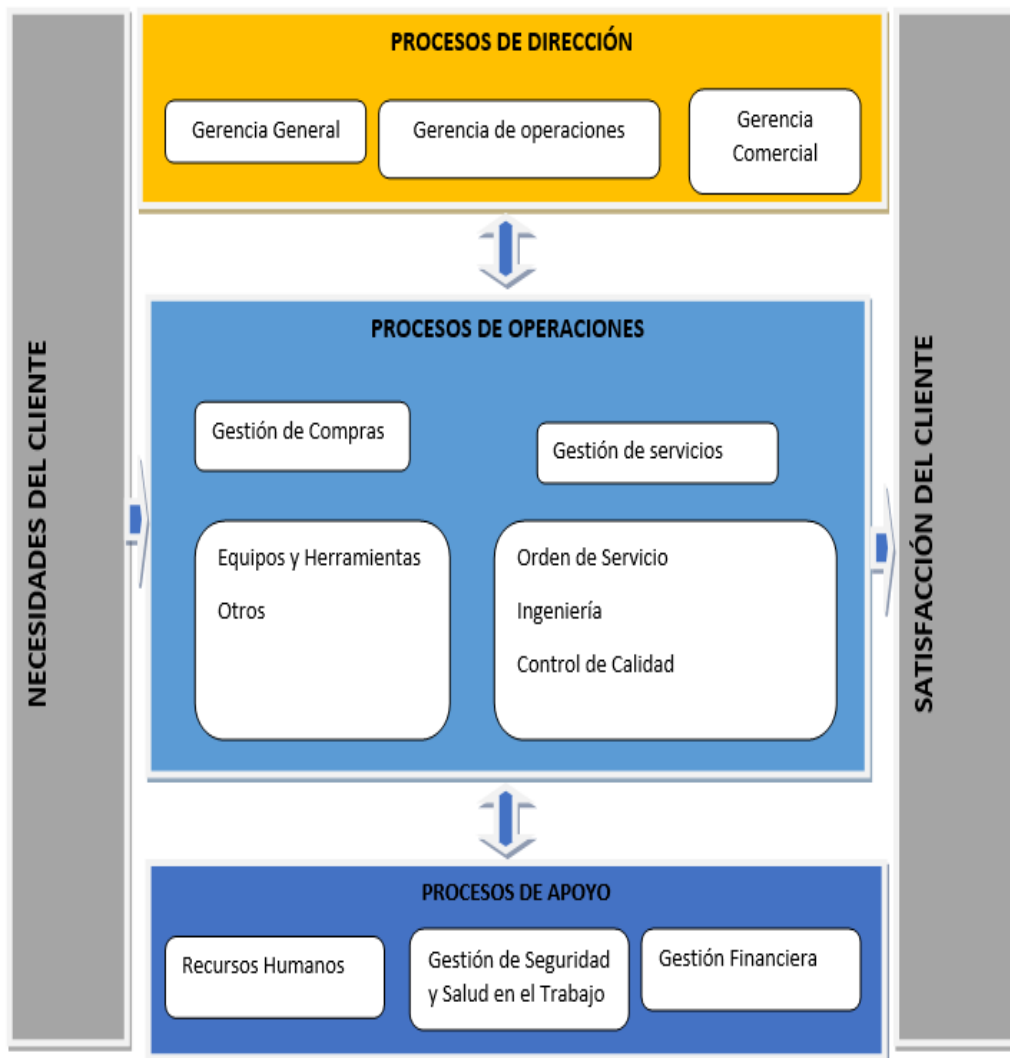 PROCESOS DE DIRECCIÓN
Gerencia General
Gerencia de operaciones
Gerencia
Comercial
NECESIDADES DEL CLIENTE
PROCESOS DE OPERACIONES
Gestión de Compras
Gestión de servicios
Equipos y Herramientas
Otros
Orden de Servicio
Ingeniería
Control de Calidad
SATISFACCIÓN DEL CLIENTE
PROCESOS DE APOYO
Recursos Humanos
Gestión de Seguridad
y Salud en el Trabajo
Gestión Financiera